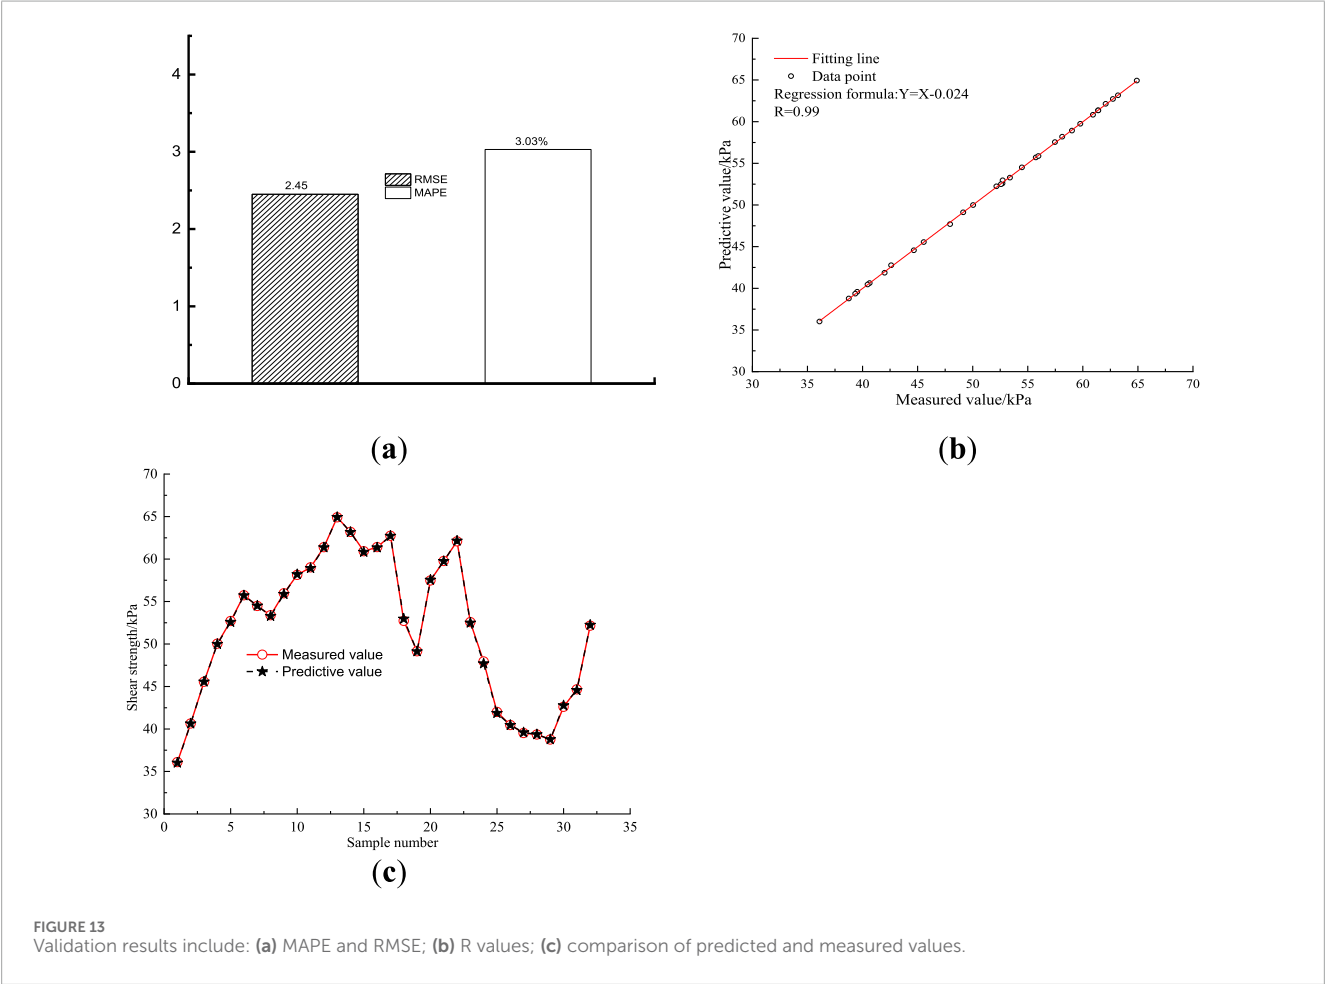 4
3
2
1
0
2.45
3.03%
RMSE
MAPE
(a)
70
65
60
55
50
45
40
35
30
Predictive value/kPa
Fitting line
Data point
Regression formula:Y=X-0.024
R=0.99
30 35 40 45 50 55 60 65 70
Measured value/kPa
(b)
70
65
60
55
50
45
40
35
30
Shear strength/kPa
Measured value
Predictive value
0 5 10 15 20 25 30 35
Sample number
(c)
FIGURE 13
Validation results include: (a) MAPE and RMSE; (b) R values; (c) comparison of predicted and measured values.